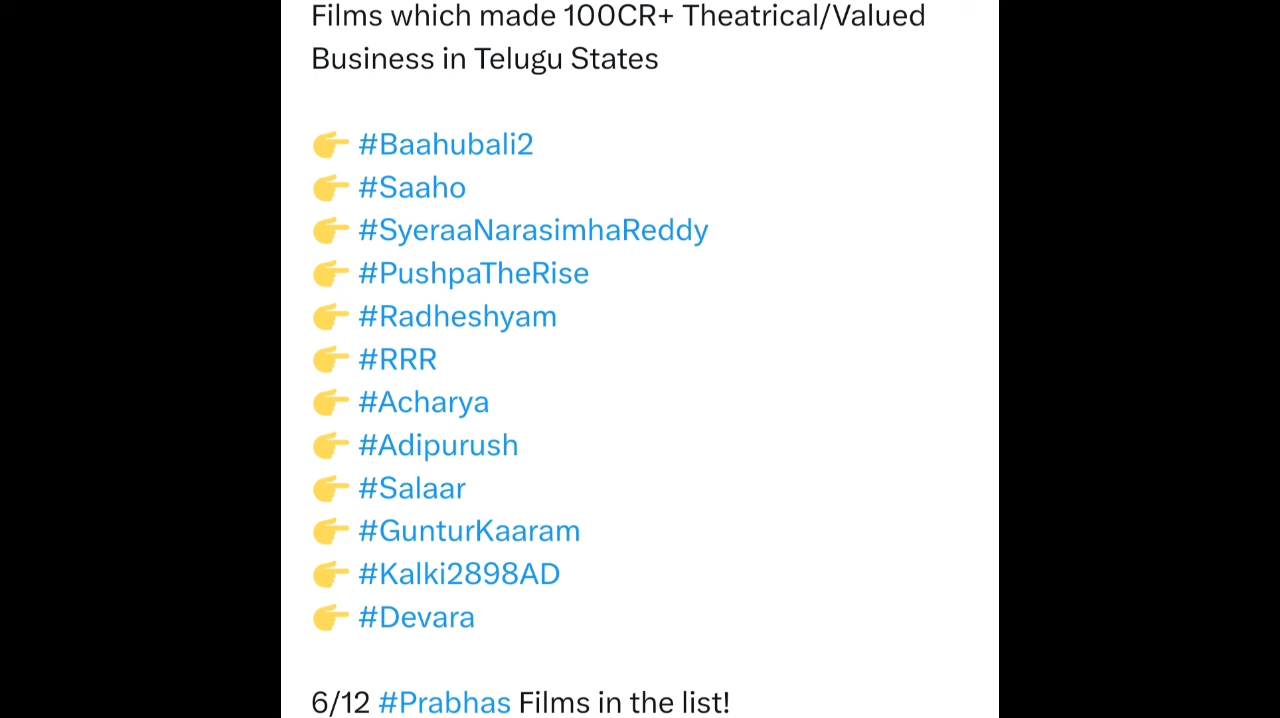 Films which made 100CR+ Theatrical/Valued
Business in Telugu States
👉 #Baahubali2
👉 #Saaho
👉 #SyeraaNarasimhaReddy
👉 #PushpaTheRise
👉 #Radheshyam
👉 #RRR
👉 #Acharya
👉 #Adipurush
👉 #Salaar
👉 #GunturKaaram
👉 #Kalki2898AD
👉 #Devara
6/12 #Prabhas Films in the list!